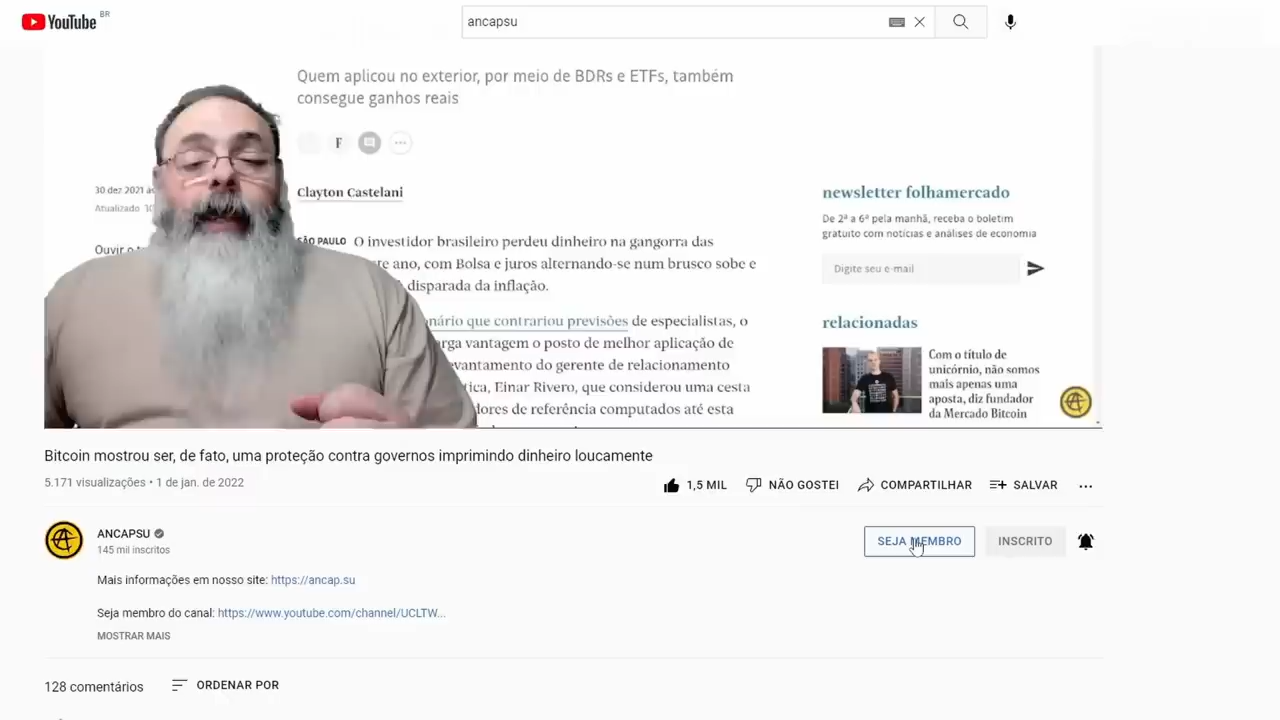 YouTube BR
ancapsu
Quem aplicou no exterior, por meio de BDRs e ETFs, também
consegue ganhos reais
F
30 dez 2021 às
Atualizado
Clayton Castelani
Ouvir o
SÃO PAULO O investidor brasileiro perdeu dinheiro na gangorra das
te ano, com Bolsa e juros alternando-se num brusco sobe e
disparada da inflação.
nário que contrariou previsões de especialistas, o
rga vantagem o posto de melhor aplicação de
evantamento do gerente de relacionamento
tica, Einar Rivero, que considerou uma cesta
dores de referência computados até esta
newsletter folhamercado
De 2ª a 6ª pela manhã, receba o boletim
gratuito com notícias e análises de economia
Digite seu e-mail
relacionadas
Com o título de
unicórnio, não somos
mais apenas uma
aposta, diz fundador
da Mercado Bitcoin
Bitcoin mostrou ser, de fato, uma proteção contra governos imprimindo dinheiro loucamente
5.171 visualizações • 1 de jan. de 2022
1,5 MIL
NÃO GOSTEI
COMPARTILHAR
SALVAR
ANCAPSU
145 mil inscritos
SEJA MEMBRO
INSCRITO
Mais informações em nosso site: https://ancap.su
Seja membro do canal: https://www.youtube.com/channel/UCLTW...
MOSTRAR MAIS
128 comentários
ORDENAR POR